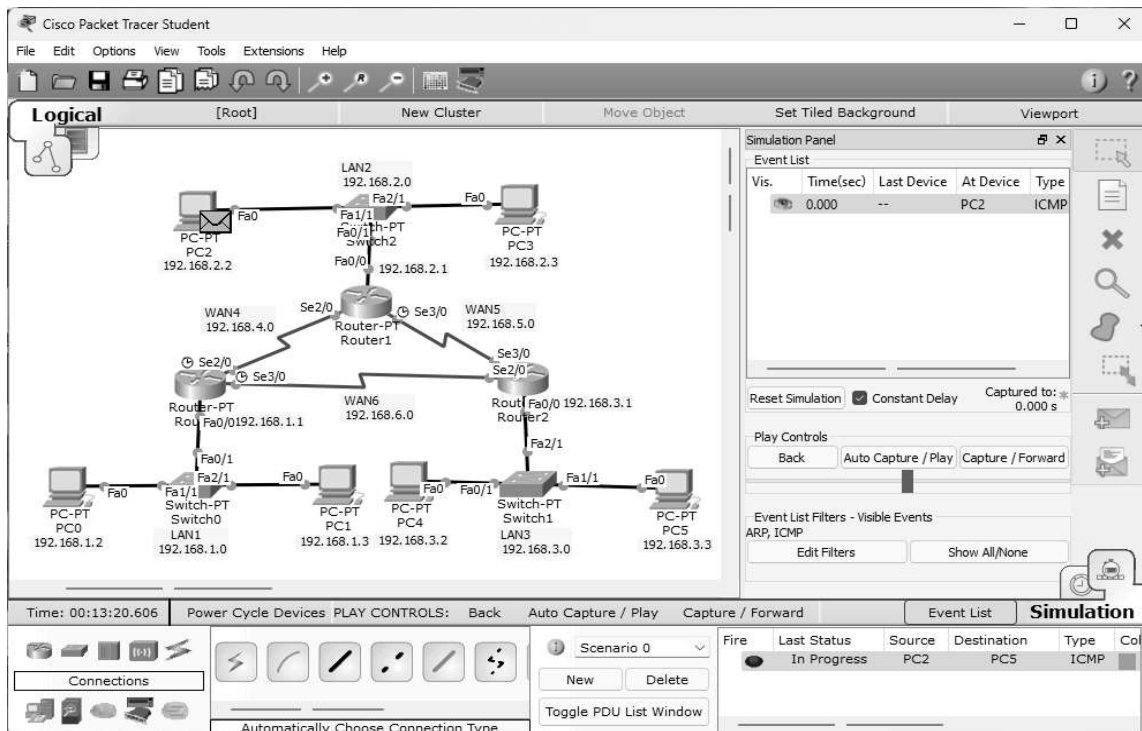 Cisco Packet Tracer Student
File Edit Options View Tools Extensions Help
Logical [Root] New Cluster Move Object Set Tiled Background Viewport
LAN2
192.168.2.0
Fa0 Fa2/1 Fa0
Fa1/1
Switch-PT
Fa0/1
Switch2
PC-PT
PC2
192.168.2.2
PC-PT
PC3
192.168.2.3
Fa0/0 192.168.2.1
Se2/0 Se3/0
Router-PT
Router1
WAN4
192.168.4.0
WAN5
192.168.5.0
Se2/0
Se3/0
Se3/0
Se2/0
WAN6
192.168.6.0
Router-PT
Rou Fa0/0 192.168.1.1
Routi Fa0/0 192.168.3.1
Router2
Fa0/1
Fa2/1
Fa0 Fa1/1 Fa2/1 Fa0
Fa0 Fa0/1 Fa1/1 Fa0
PC-PT
PC0
192.168.1.2
Switch-PT
Switch0
LAN1
192.168.1.0
PC-PT
PC1
192.168.1.3
PC-PT
PC4
192.168.3.2
Switch-PT
Switch1
LAN3
192.168.3.0
PC-PT
PC5
192.168.3.3
Simulation Panel
Event List
Vis. Time(sec) Last Device At Device Type
0.000 -- PC2 ICMP
Reset Simulation Constant Delay Captured to: *
0.000 s
Play Controls
Back Auto Capture / Play Capture / Forward
Event List Filters - Visible Events
ARP, ICMP
Edit Filters Show All/None
Time: 00:13:20.606 Power Cycle Devices PLAY CONTROLS: Back Auto Capture / Play Capture / Forward Event List Simulation
Connections
Automatically Choose Connection Type
Scenario 0
New Delete
Toggle PDU List Window
Fire Last Status Source Destination Type Col
In Progress PC2 PC5 ICMP